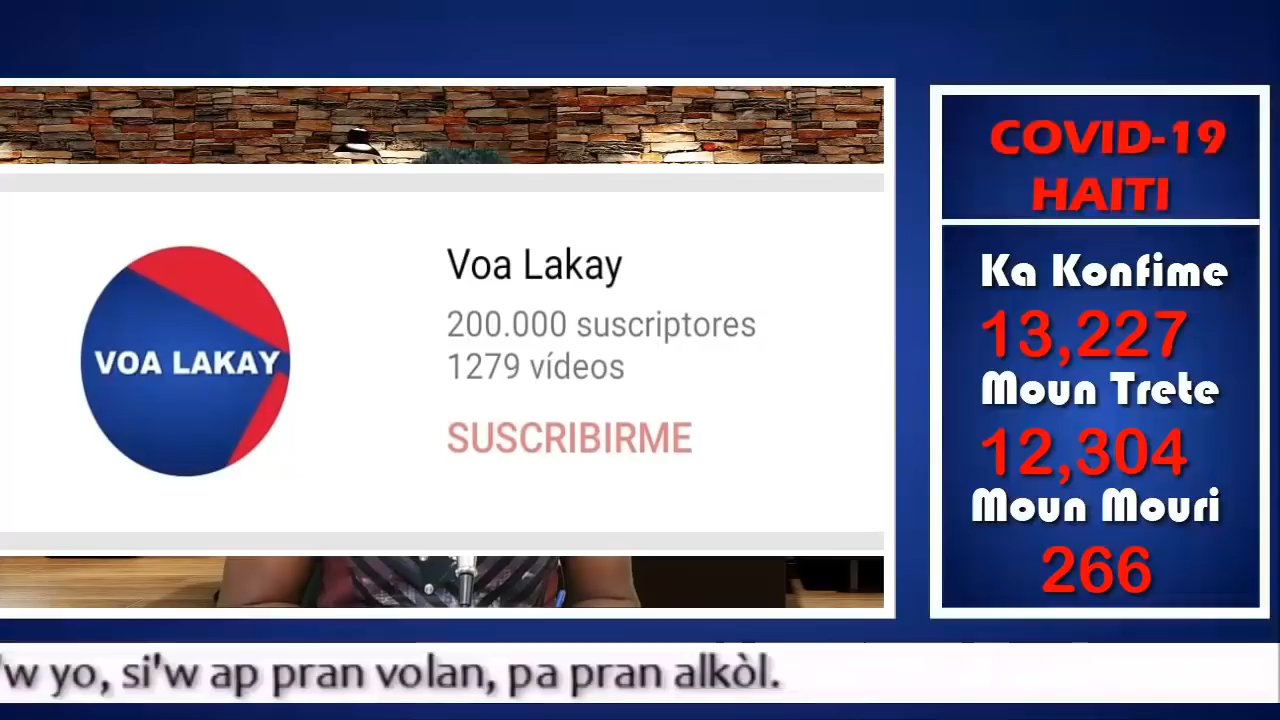 VOA LAKAY
Voa Lakay
200.000 suscriptores
1279 vídeos
SUSCRIBIRME
COVID-19
HAITI
Ka Konfime
13,227
Moun Trete
12,304
Moun Mouri
266
'w yo, si'w ap pran volan, pa pran alkòl.